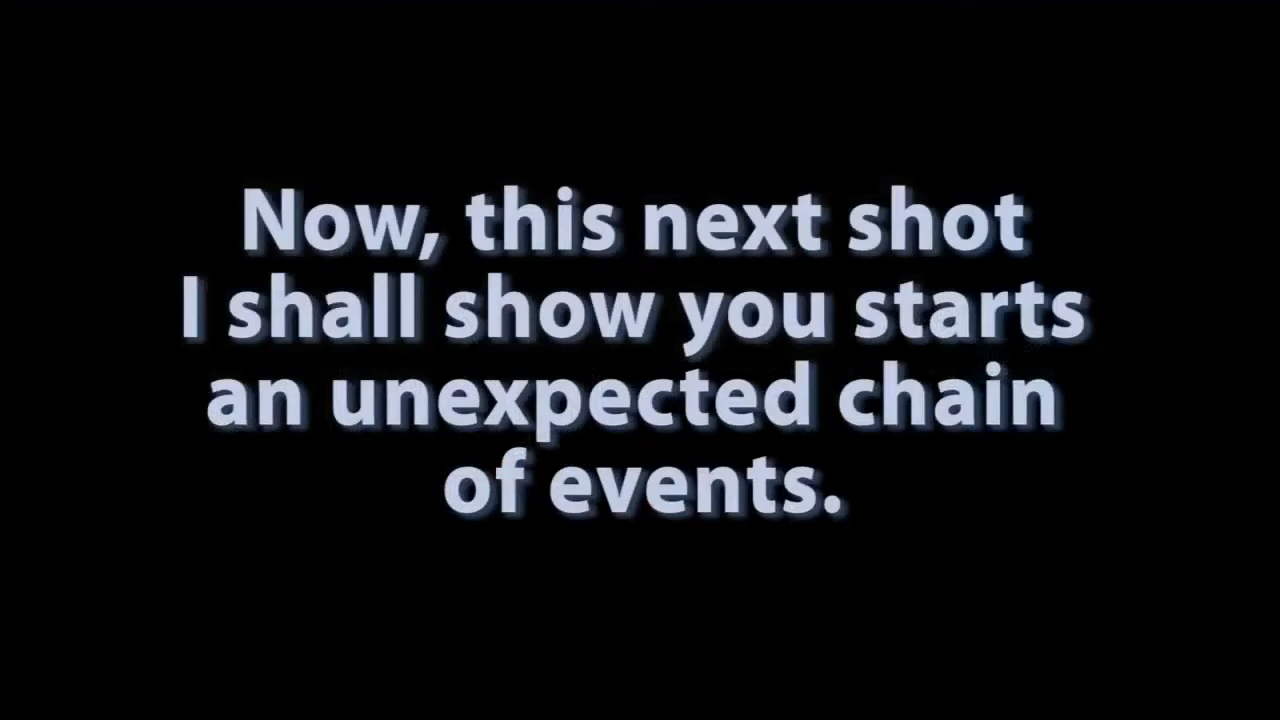 Now, this next shot
I shall show you starts
an unexpected chain
of events.